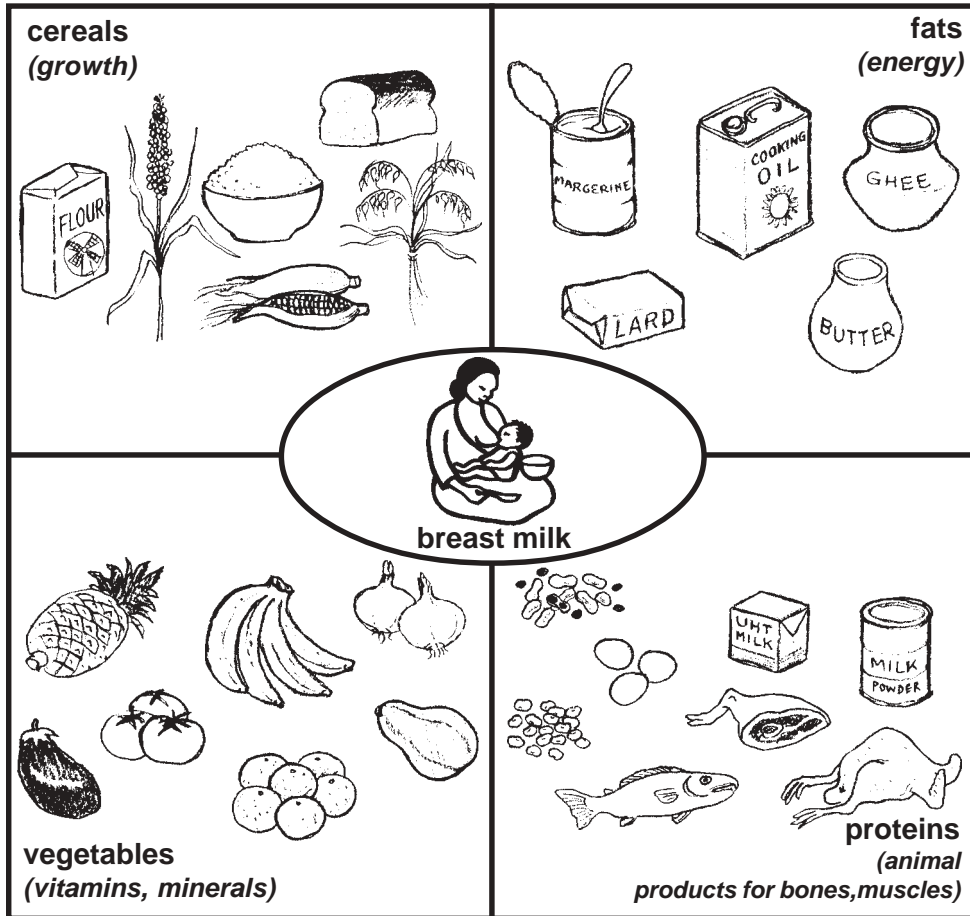 cereals
(growth)
FLOUR
fats
(energy)
MARGERINE
COOKING
OIL
GHEE
LARD
BUTTER
breast milk
vegetables
(vitamins, minerals)
UHT
MILK
MILK
POWDER
proteins
(animal
products for bones,muscles)